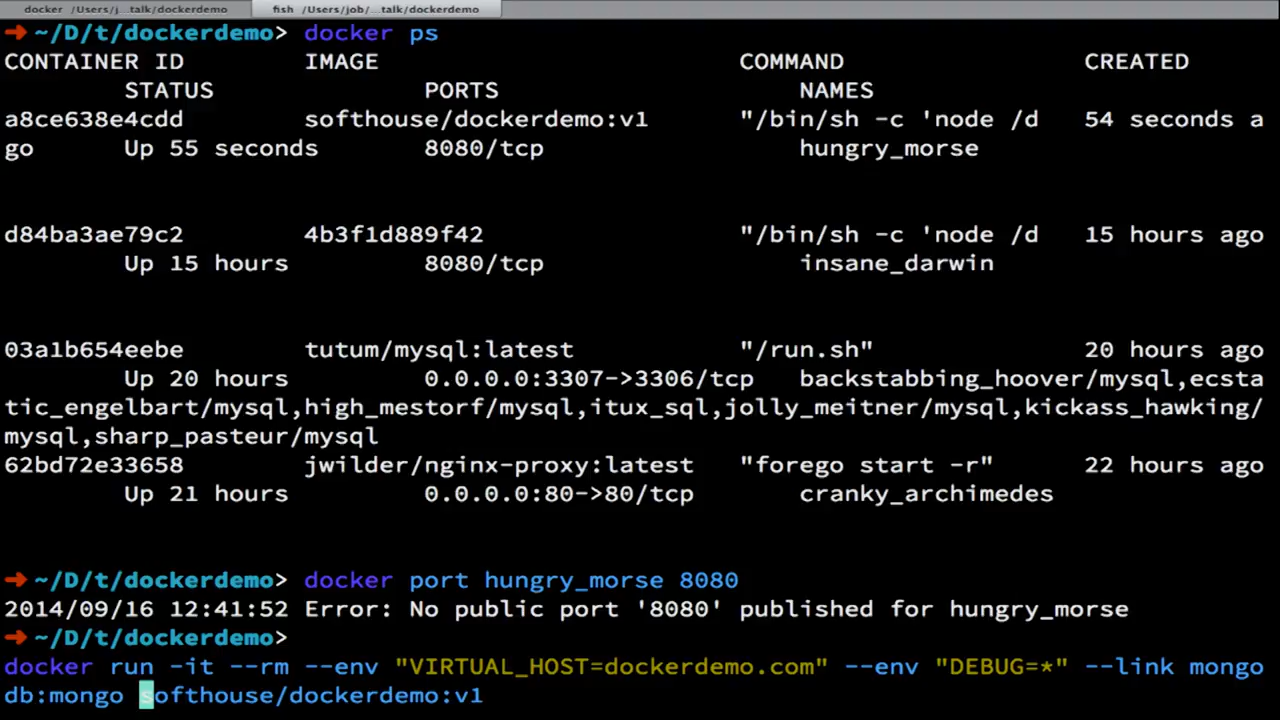 docker /Users/j...talk/dockerdemo fish /Users/job/...talk/dockerdemo
➜ ~/D/t/dockerdemo> docker ps
CONTAINER ID IMAGE COMMAND CREATED
STATUS PORTS NAMES
a8ce638e4cdd softhouse/dockerdemo:v1 "/bin/sh -c 'node /d 54 seconds a
go Up 55 seconds 8080/tcp hungry_morse
d84ba3ae79c2 4b3f1d889f42 "/bin/sh -c 'node /d 15 hours ago
Up 15 hours 8080/tcp insane_darwin
03a1b654eebe tutum/mysql:latest "/run.sh" 20 hours ago
Up 20 hours 0.0.0.0:3307->3306/tcp backstabbing_hoover/mysql,ecsta
tic_engelbart/mysql,high_mestorf/mysql,itux_sql,jolly_meitner/mysql,kickass_hawking/
mysql,sharp_pasteur/mysql
62bd72e33658 jwilder/nginx-proxy:latest "forego start -r" 22 hours ago
Up 21 hours 0.0.0.0:80->80/tcp cranky_archimedes
➜ ~/D/t/dockerdemo> docker port hungry_morse 8080
2014/09/16 12:41:52 Error: No public port '8080' published for hungry_morse
➜ ~/D/t/dockerdemo>
docker run -it --rm --env "VIRTUAL_HOST=dockerdemo.com" --env "DEBUG=*" --link mongo
db:mongo softhouse/dockerdemo:v1